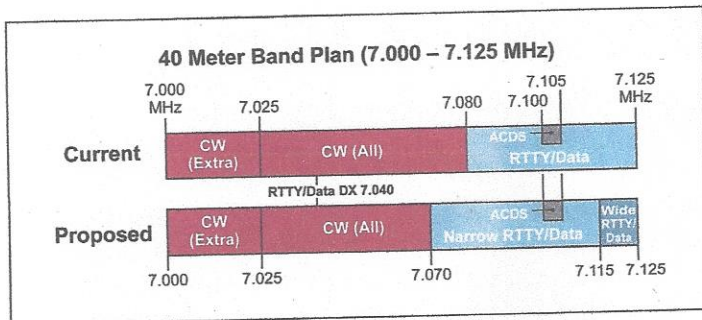 40 Meter Band Plan (7.000 – 7.125 MHz)
7.000 MHz
7.025
7.080
7.100
7.105
7.125 MHz
Current
CW (Extra)
CW (All)
ACDS
RTTY/Data
RTTY/Data DX 7.040
Proposed
CW (Extra)
CW (All)
ACDS
Narrow RTTY/Data
Wide RTTY/ Data
7.000
7.025
7.070
7.115
7.125